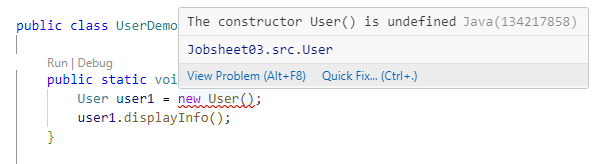 The constructor User() is undefined Java(134217858)
public class UserDemo
Jobsheet03.src.User
Run | Debug
View Problem (Alt+F8) Quick Fix... (Ctrl+.)
public static voi
User user1 = new User();
user1.displayInfo();
}